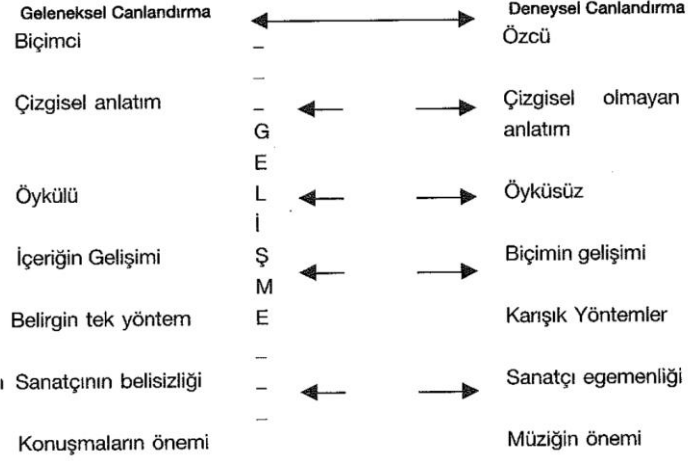 Geleneksel Canlandırma Deneysel Canlandırma
Biçimci Özcü
Çizgisel anlatım Çizgisel olmayan
anlatım
Öykülü Öyküsüz
İçeriğin Gelişimi Biçimin gelişimi
Belirgin tek yöntem Karışık Yöntemler
ı Sanatçının belisizliği Sanatçı egemenliği
Konuşmaların önemi Müziğin önemi
G
E
L
İ
Ş
M
E